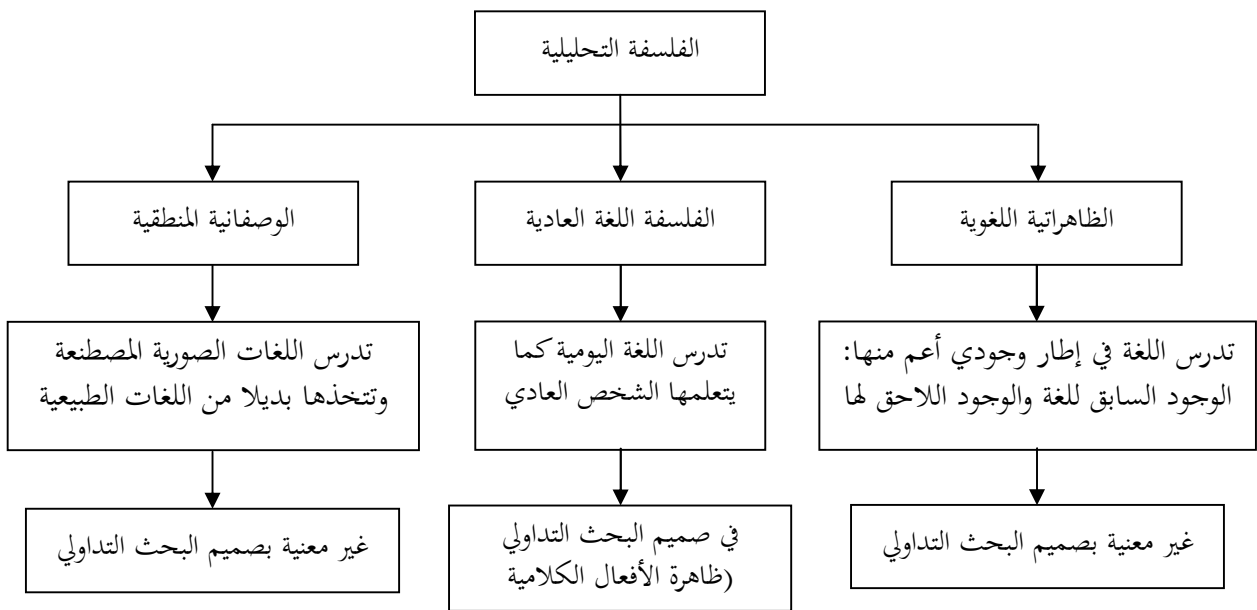 الفلسفة التحليلية
الظاهراتية اللغوية
الفلسفة اللغة العادية
الوصفانية المنطقية
تدرس اللغة في إطار وجودي أعم منها:
الوجود السابق للغة والوجود اللاحق لها
تدرس اللغة اليومية كما
يتعلمها الشخص العادي
تدرس اللغات الصورية المصطنعة
وتتخذها بديلا من اللغات الطبيعية
غير معنية بصميم البحث التداولي
في صميم البحث التداولي
(ظاهرة الأفعال الكلامية
غير معنية بصميم البحث التداولي